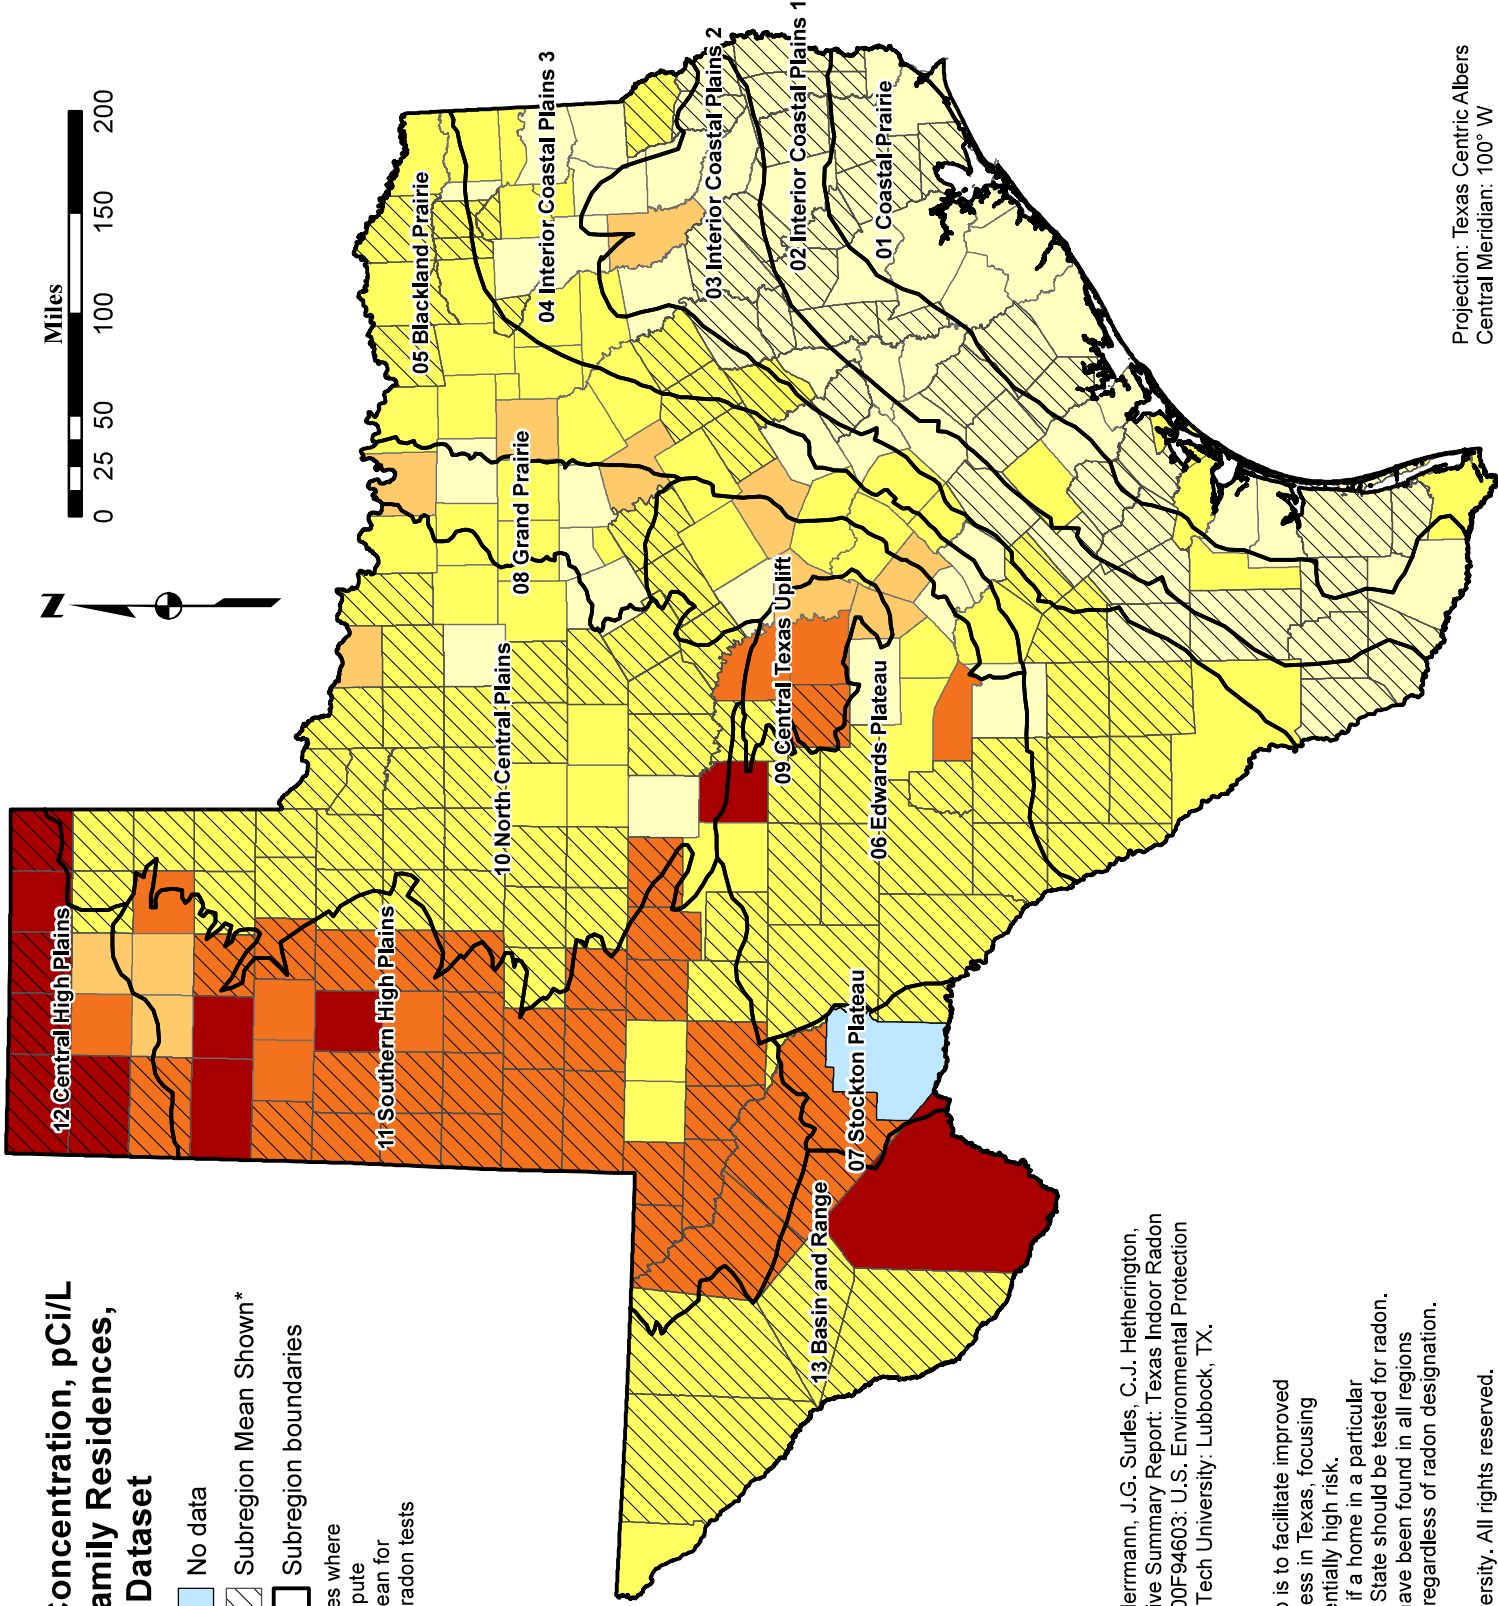 oncentration, pCi/L
amily Residences,
Dataset
No data
Subregion Mean Shown*
Subregion boundaries
es where
pute
ean for
radon tests
N
Miles
0 25 50 100 150 200
12 Central High Plains
11 Southern High Plains
10 North Central Plains
08 Grand Prairie
05 Blackland Prairie
04 Interior Coastal Plains 3
03 Interior Coastal Plains 2
02 Interior Coastal Plains 1
01 Coastal Prairie
09 Central Texas Uplift
06 Edwards Plateau
07 Stockton Plateau
13 Basin and Range
lerrmann, J.G. Surles, C.J. Hetherington,
ive Summary Report: Texas Indoor Radon
00F94603: U.S. Environmental Protection
Tech University: Lubbock, TX.
is to facilitate improved
ess in Texas, focusing
entially high risk.
if a home in a particular
State should be tested for radon.
ave been found in all regions
regardless of radon designation.
ersity. All rights reserved.
Projection: Texas Centric Albers
Central Meridian: 100° W